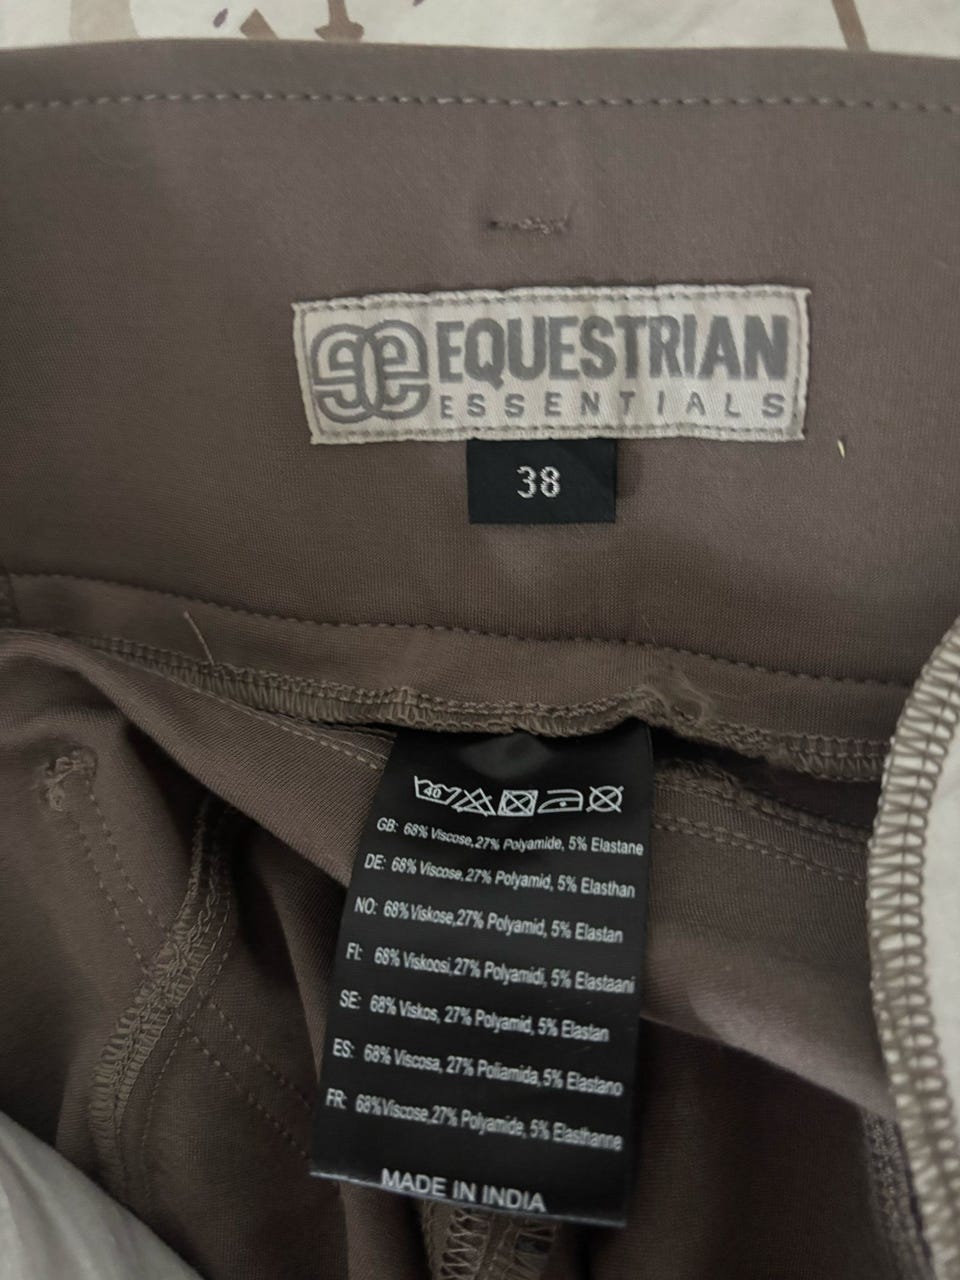 EQUESTRIAN
ESSENTIALS
38
40
GB: 68% Viscose,27% Polyamide, 5% Elastane
DE: 68% Viscose,27% Polyamid, 5% Elasthan
NO: 68% Viskose,27% Polyamid, 5% Elastan
FI: 68% Viskoosi,27% Polyamidi, 5% Elastaani
SE: 68% Viskos, 27% Polyamid, 5% Elastan
ES: 68% Viscosa, 27% Poliamida,5% Elastano
FR: 68%Viscose,27% Polyamide, 5% Elasthanne
MADE IN INDIA